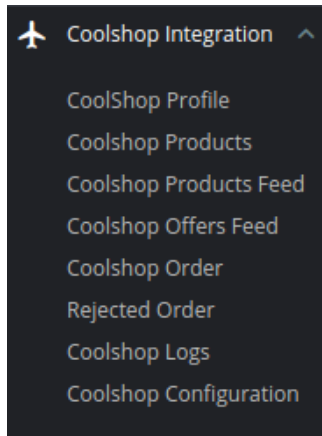 Coolshop Integration
CoolShop Profile
Coolshop Products
Coolshop Products Feed
Coolshop Offers Feed
Coolshop Order
Rejected Order
Coolshop Logs
Coolshop Configuration